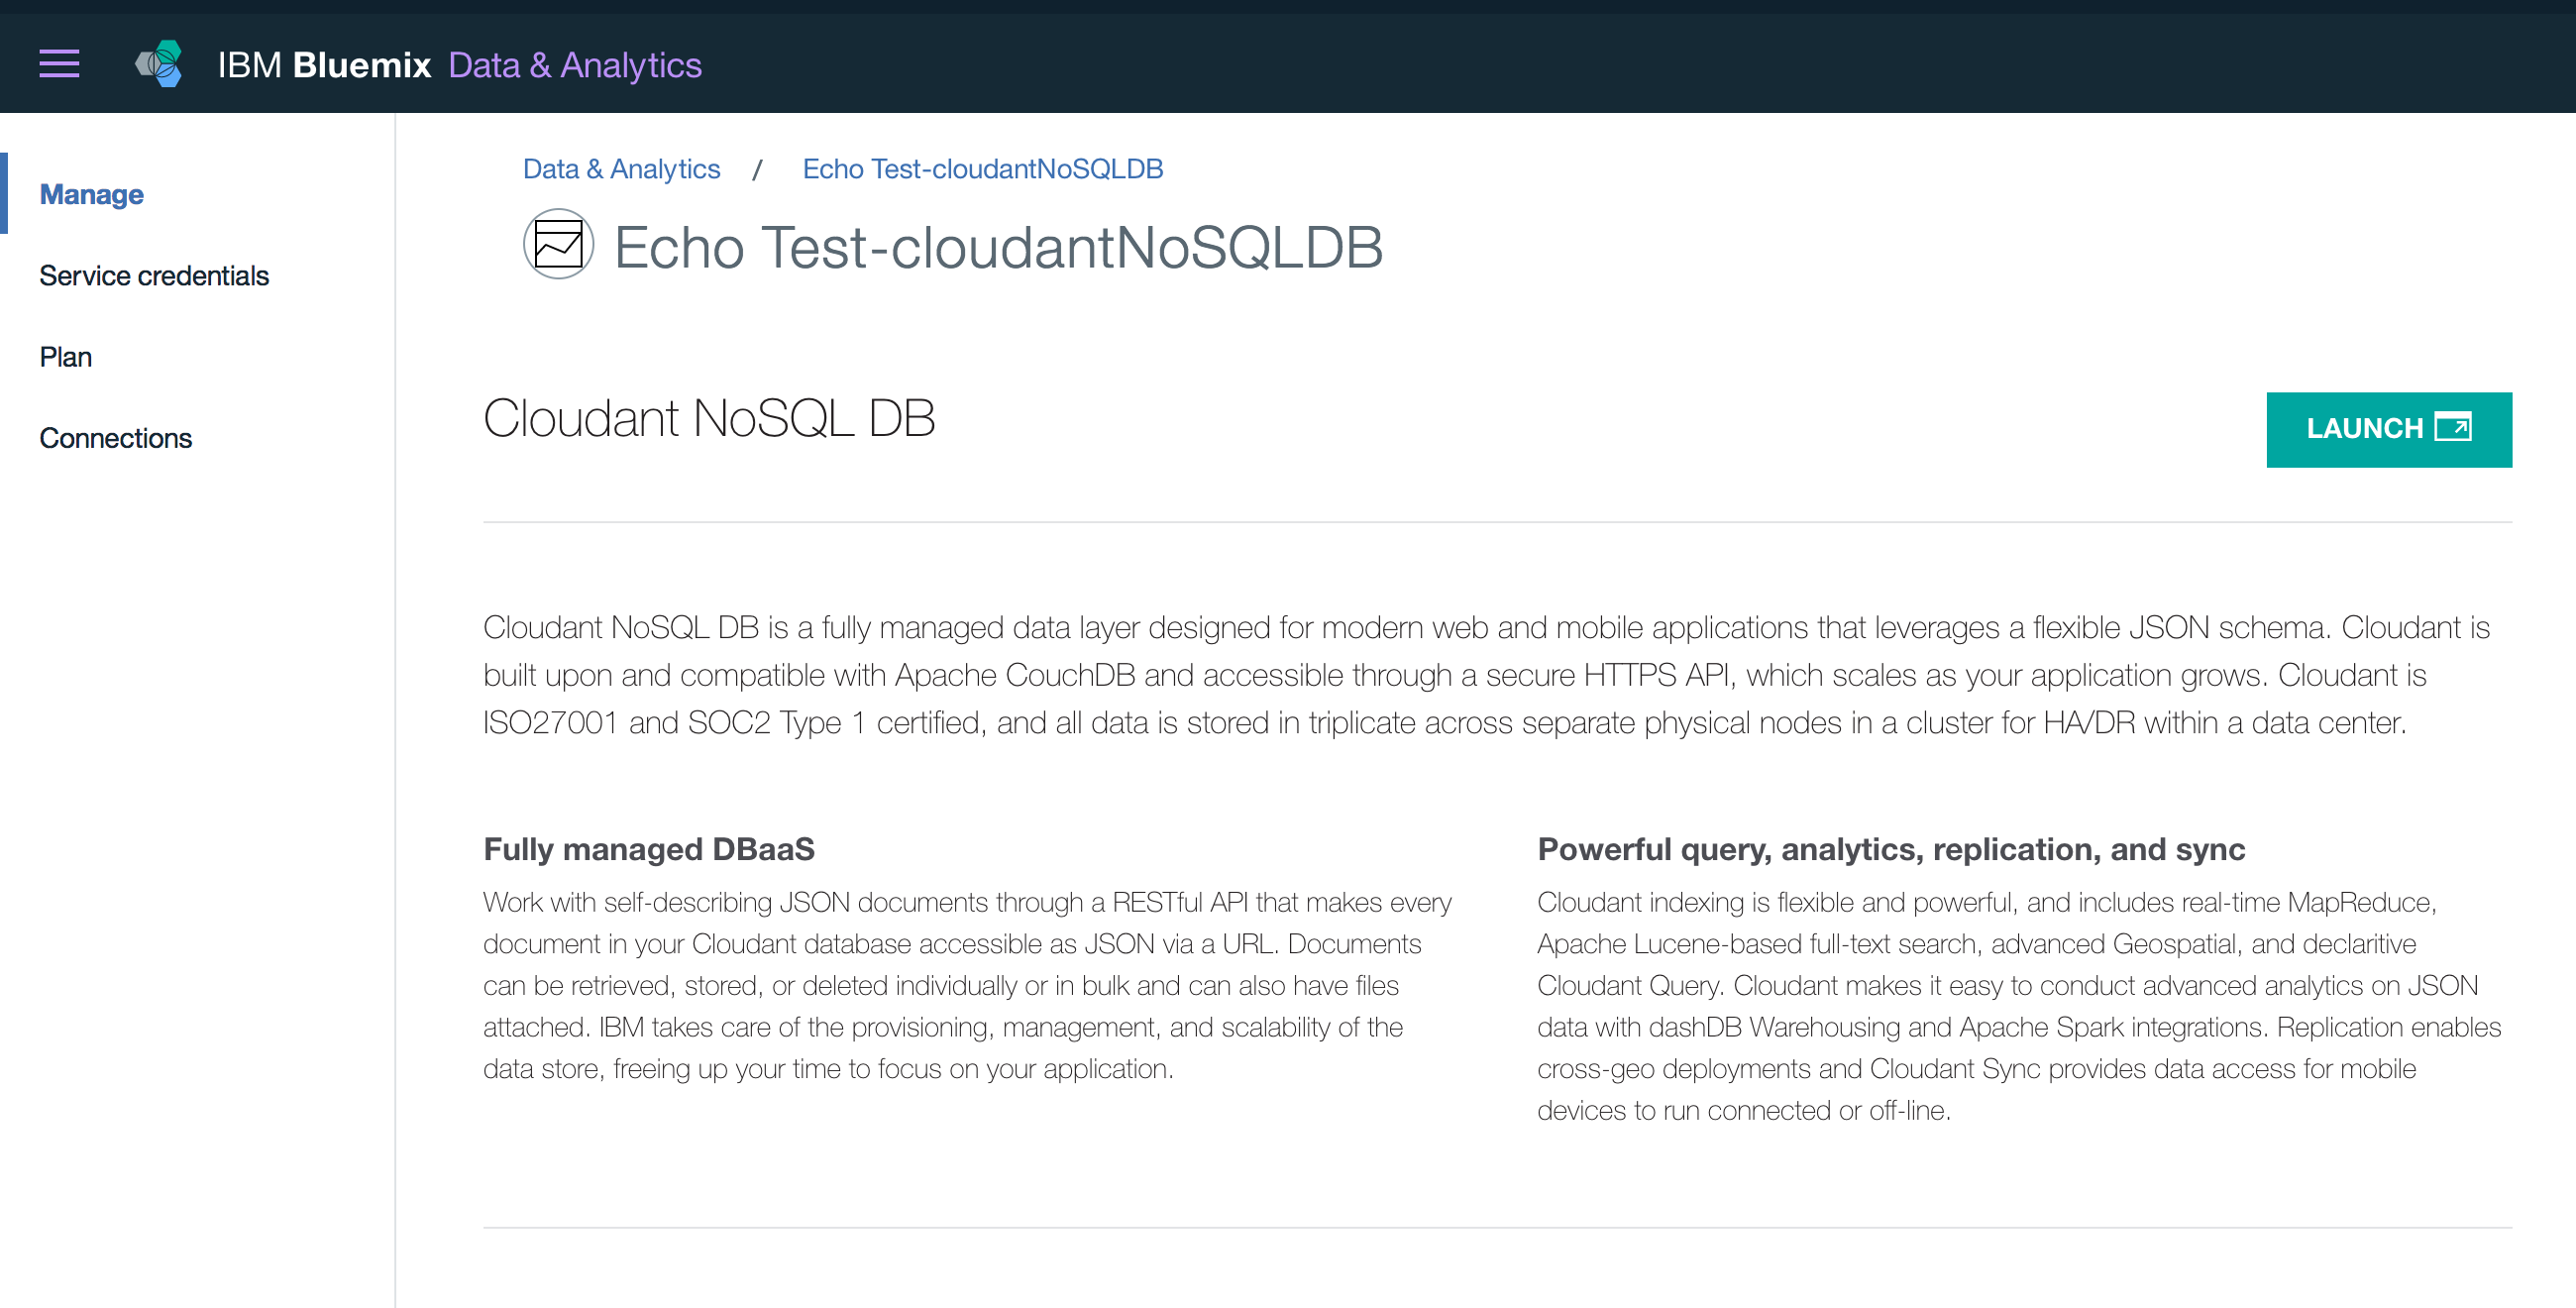 IBM Bluemix Data & Analytics
Manage
Service credentials
Plan
Connections
Data & Analytics / Echo Test-cloudantNoSQLDB
Echo Test-cloudantNoSQLDB
Cloudant NoSQL DB
LAUNCH
Cloudant NoSQL DB is a fully managed data layer designed for modern web and mobile applications that leverages a flexible JSON schema. Cloudant is
built upon and compatible with Apache CouchDB and accessible through a secure HTTPS API, which scales as your application grows. Cloudant is
ISO27001 and SOC2 Type 1 certified, and all data is stored in triplicate across separate physical nodes in a cluster for HA/DR within a data center.
Fully managed DBaaS
Work with self-describing JSON documents through a RESTful API that makes every
document in your Cloudant database accessible as JSON via a URL. Documents
can be retrieved, stored, or deleted individually or in bulk and can also have files
attached. IBM takes care of the provisioning, management, and scalability of the
data store, freeing up your time to focus on your application.
Powerful query, analytics, replication, and sync
Cloudant indexing is flexible and powerful, and includes real-time MapReduce,
Apache Lucene-based full-text search, advanced Geospatial, and declaritive
Cloudant Query. Cloudant makes it easy to conduct advanced analytics on JSON
data with dashDB Warehousing and Apache Spark integrations. Replication enables
cross-geo deployments and Cloudant Sync provides data access for mobile
devices to run connected or off-line.